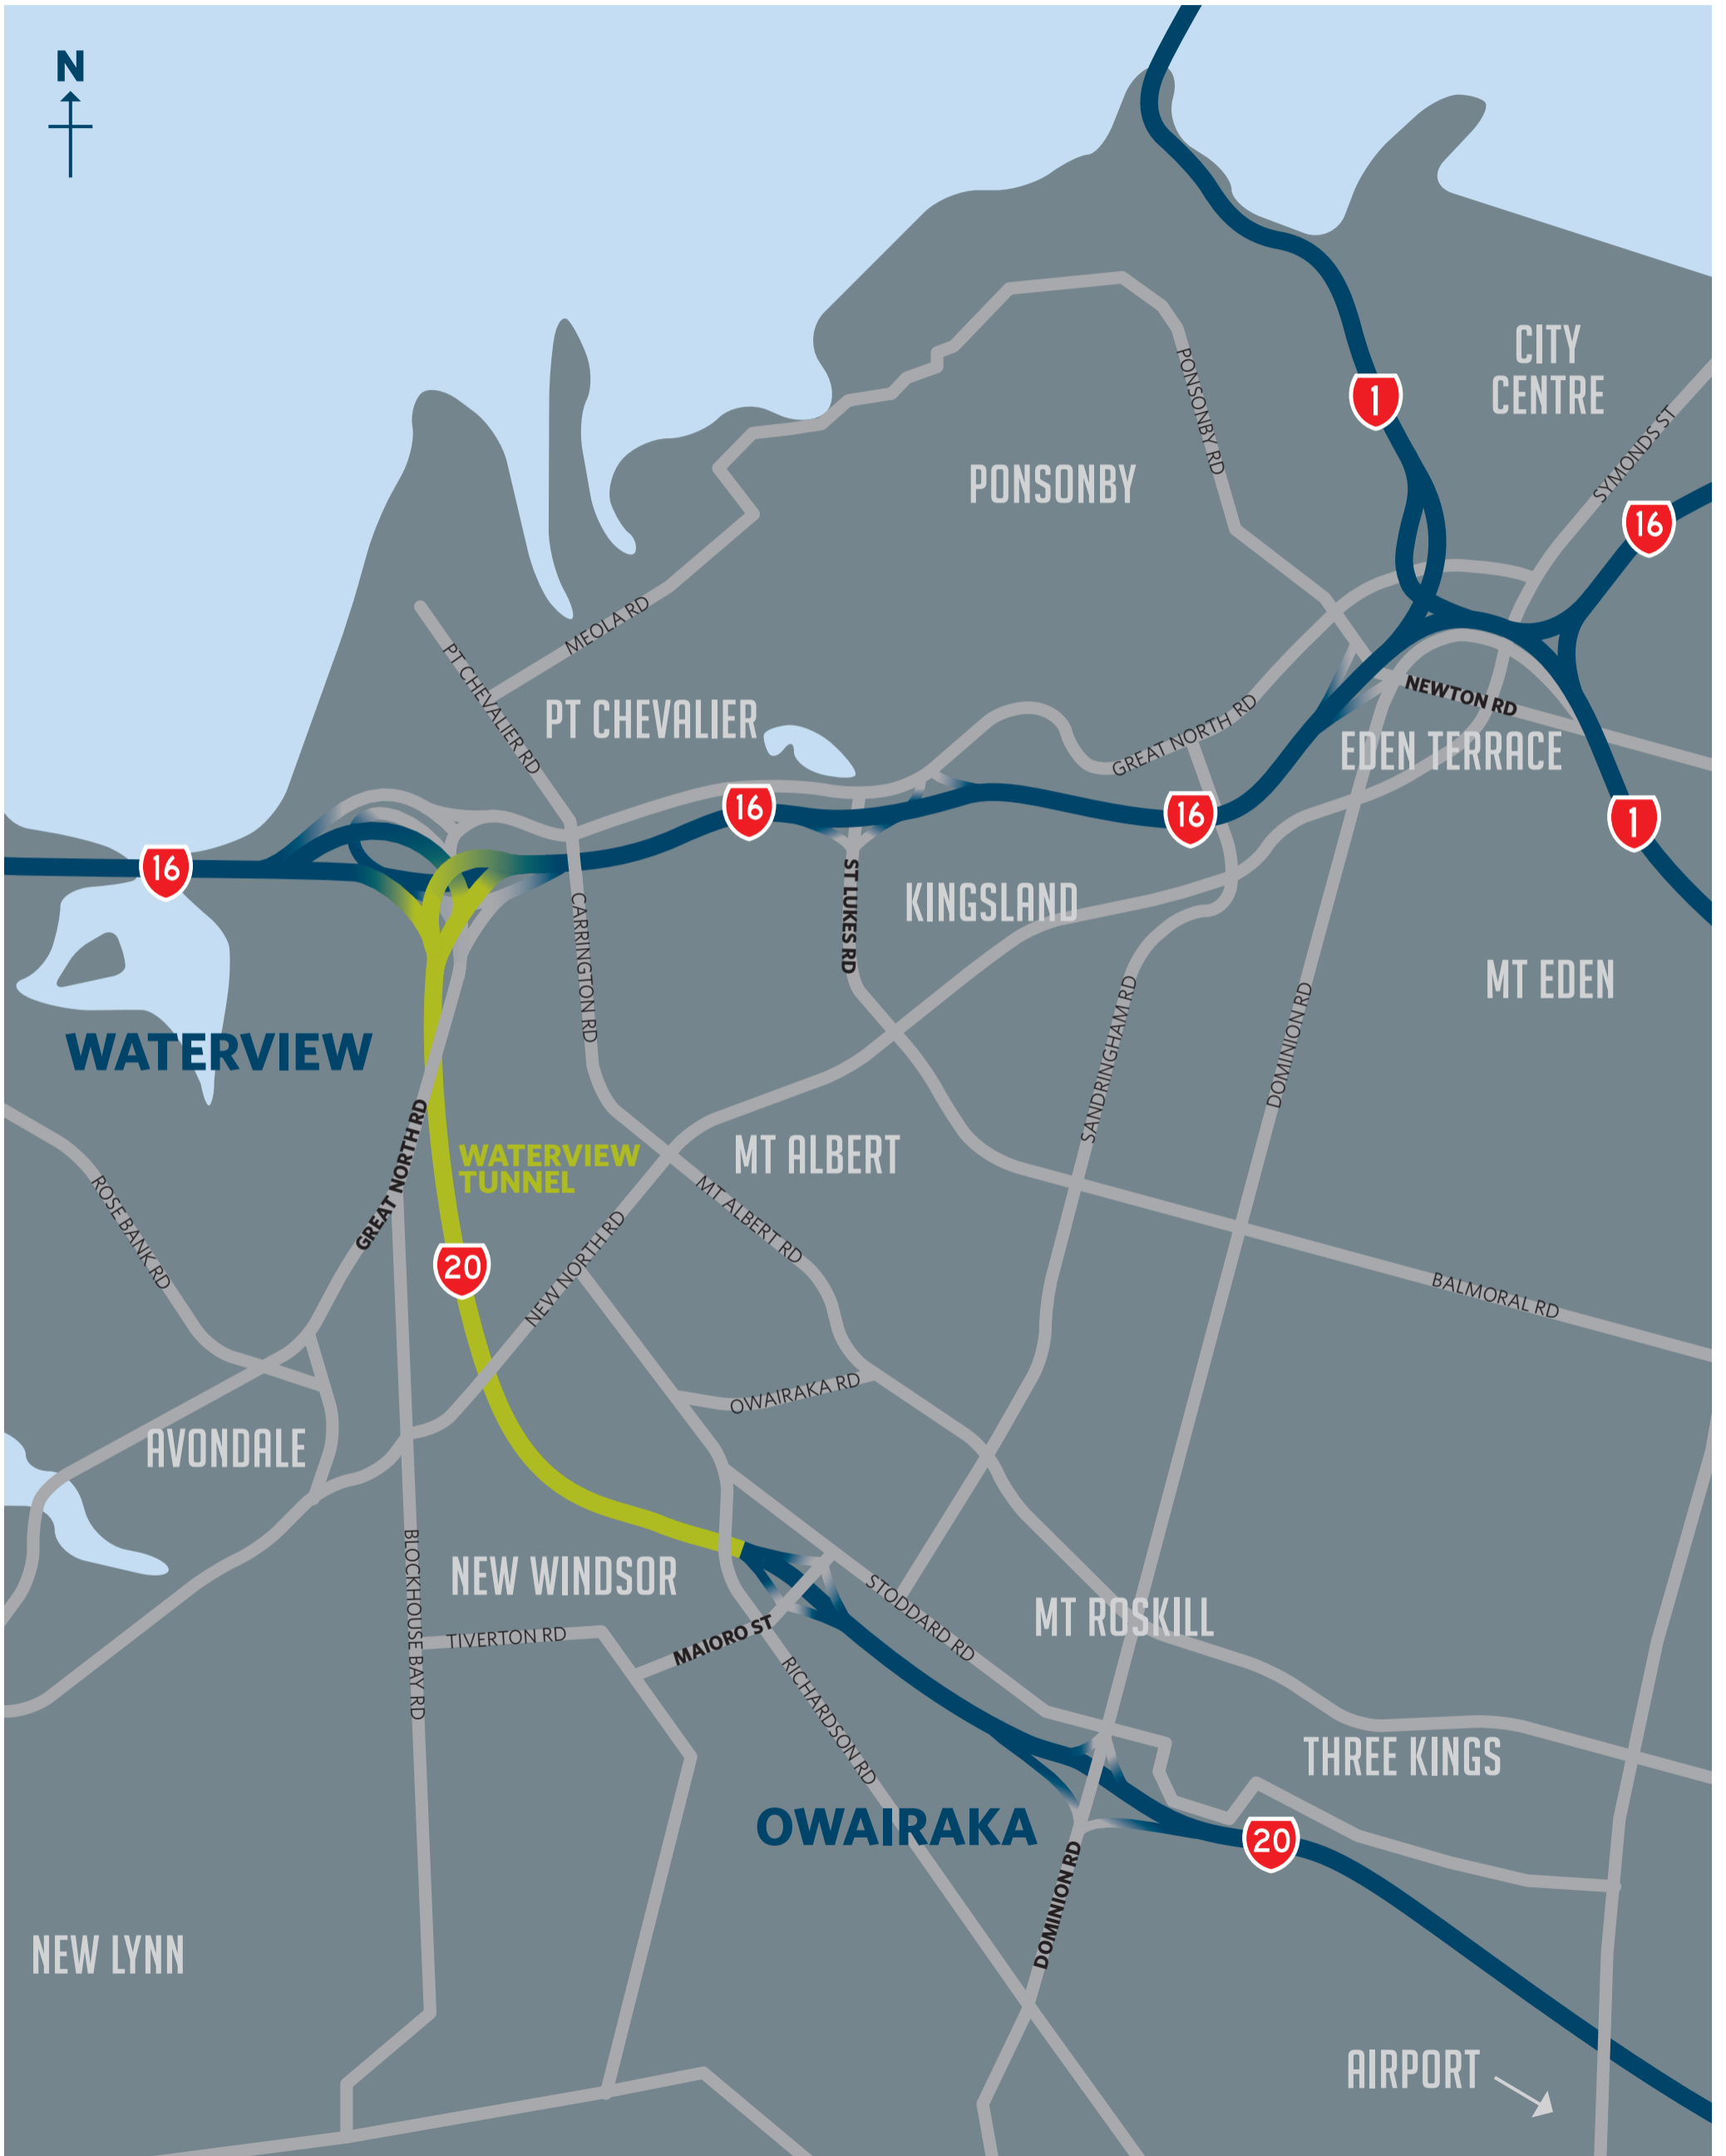 N
CITY
CENTRE
1
PONSONBY RD
SYMONDS ST
PONSONBY
16
MEOLA RD
PT CHEVALIER RD
PT CHEVALIER
NEWTON RD
GREAT NORTH RD
EDEN TERRACE
16
16
1
16
ST LUKES RD
KINGSLAND
CARRINGTON RD
MT EDEN
SANDRINGHAM RD
DOMINION RD
WATERVIEW
GREAT NORTH RD
WATERVIEW
TUNNEL
MT ALBERT
ROSE BANK RD
MT ALBERT RD
20
NEW NORTH RD
BALMORAL RD
OWAIRAKA RD
AVONDALE
BLOCKHOUSE BAY RD
NEW WINDSOR
STODDARD RD
MT ROSKILL
TIVERTON RD
MAIORO ST
RICHARDSON RD
THREE KINGS
OWAIRAKA
20
DOMINION RD
NEW LYNN
AIRPORT